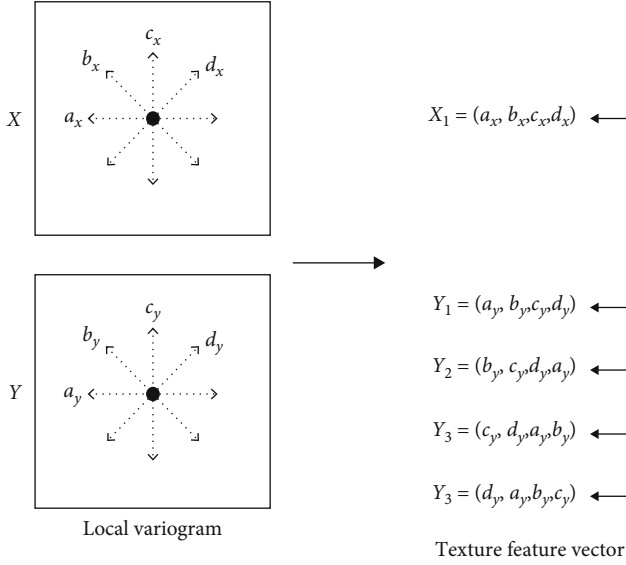 X
a_x
b_x
c_x
d_x
X_1 = (a_x, b_x,c_x,d_x)
Y
a_y
b_y
c_y
d_y
Local variogram
Y_1 = (a_y, b_y,c_y,d_y)
Y_2 = (b_y, c_y,d_y,a_y)
Y_3 = (c_y, d_y,a_y,b_y)
Y_3 = (d_y, a_y,b_y,c_y)
Texture feature vector